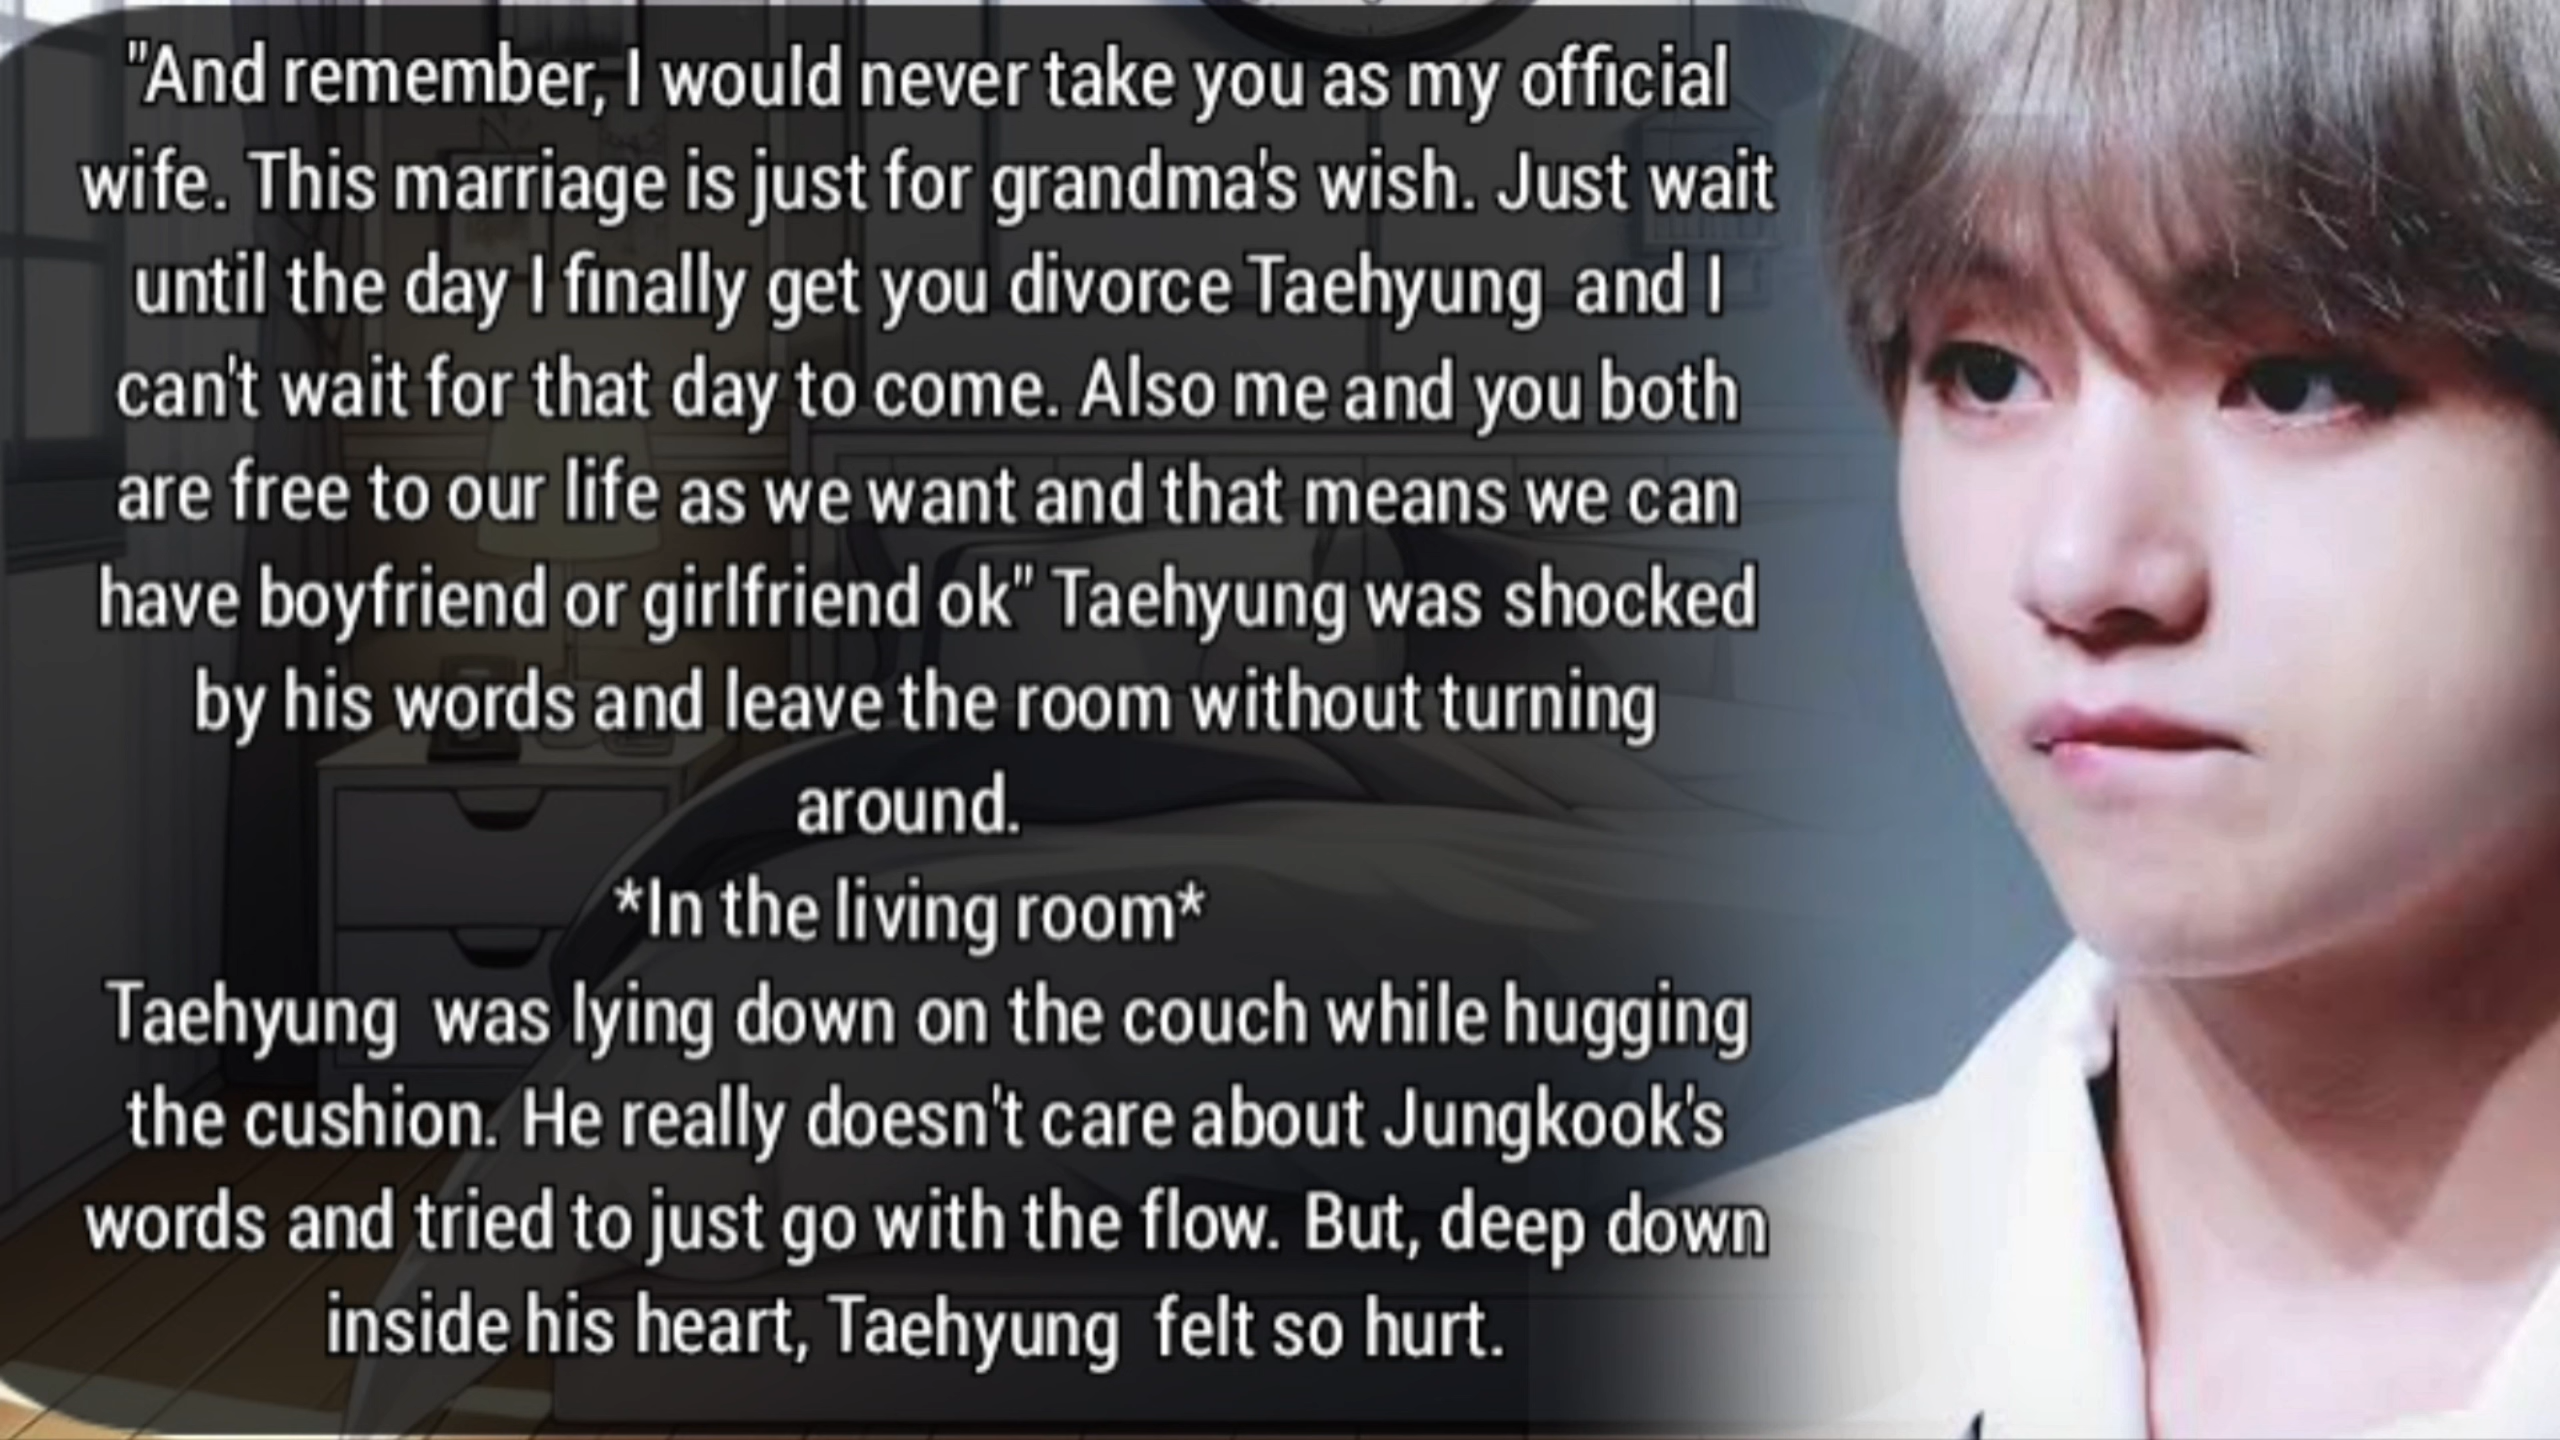 "And remember, I would never take you as my official
wife. This marriage is just for grandma's wish. Just wait
until the day I finally get you divorce Taehyung and I
can't wait for that day to come. Also me and you both
are free to our life as we want and that means we can
have boyfriend or girlfriend ok" Taehyung was shocked
by his words and leave the room without turning
around.
*In the living room*
Taehyung was lying down on the couch while hugging
the cushion. He really doesn't care about Jungkook's
words and tried to just go with the flow. But, deep down
inside his heart, Taehyung felt so hurt.